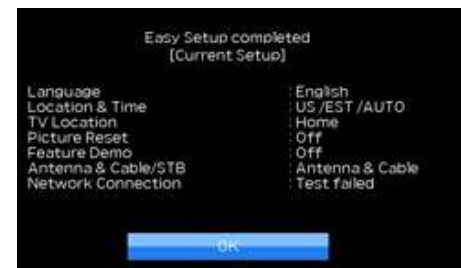 Easy Setup completed
[Current Setup]
Language : English
Location & Time : US /EST /AUTO
TV Location : Home
Picture Reset : Off
Feature Demo : Off
Antenna & Cable/STB : Antenna & Cable
Network Connection : Test failed
OK